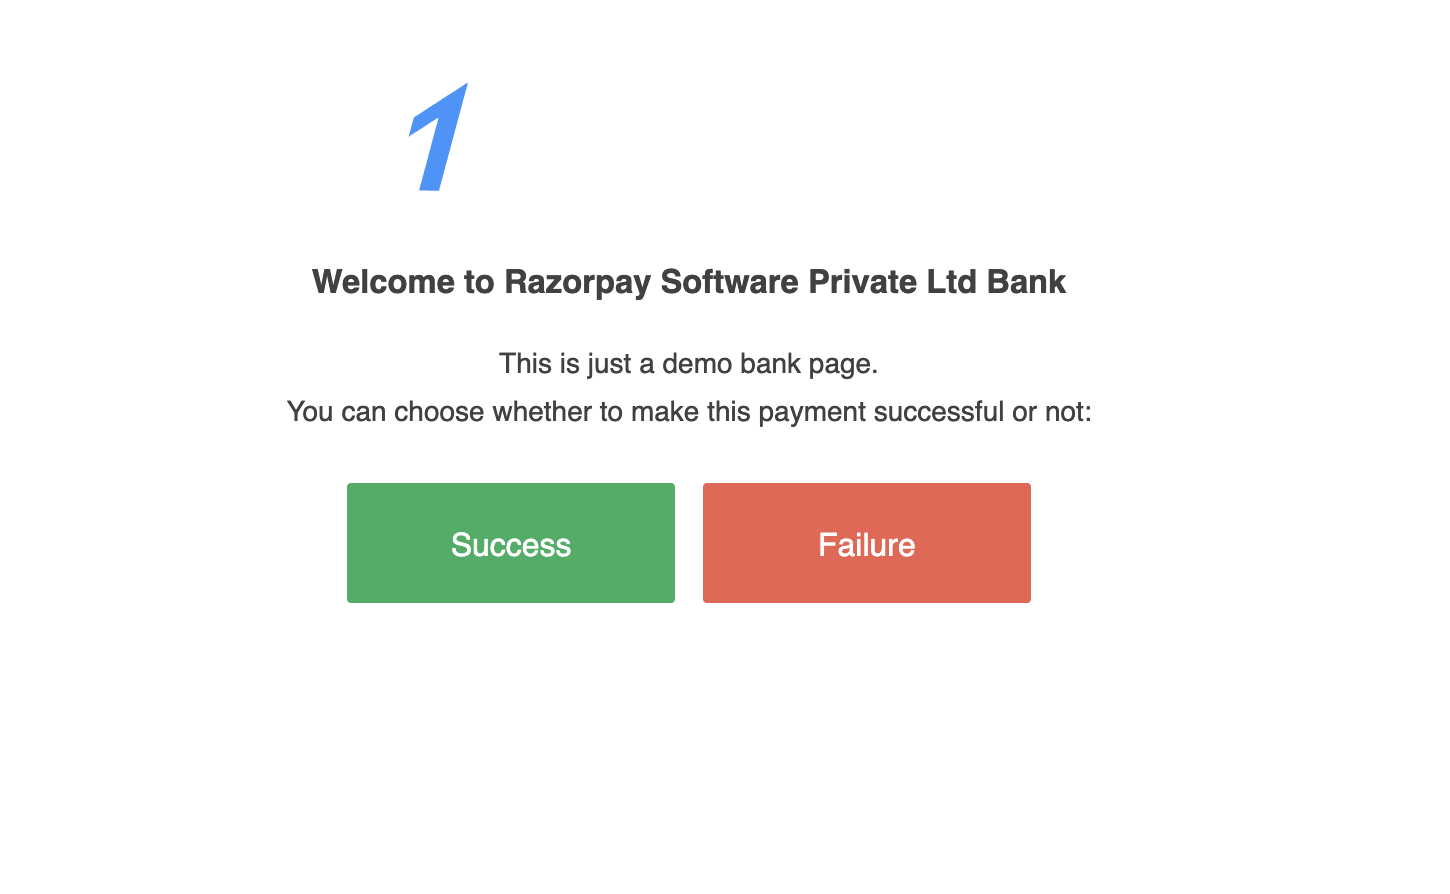 Welcome to Razorpay Software Private Ltd Bank
This is just a demo bank page.
You can choose whether to make this payment successful or not:
Success
Failure